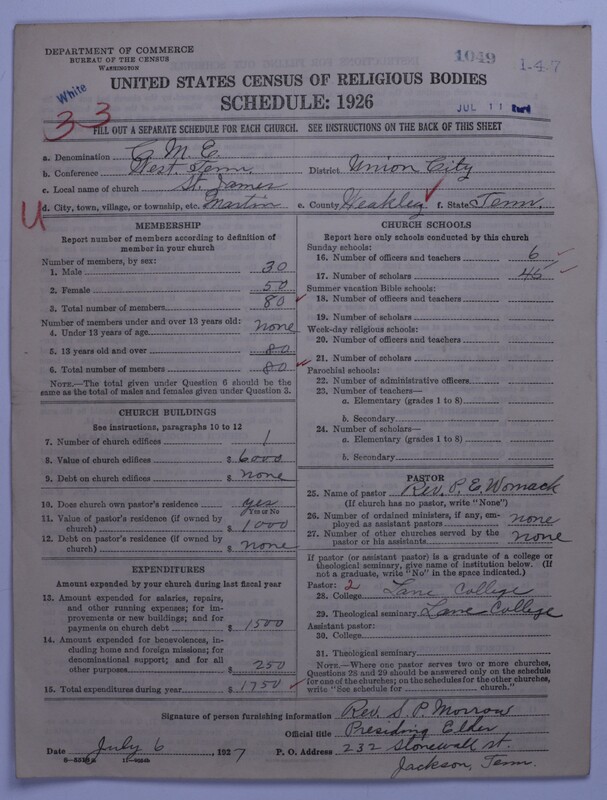 DEPARTMENT OF COMMERCE
BUREAU OF THE CENSUS
WASHINGTON
1049
1-47
White
UNITED STATES CENSUS OF RELIGIOUS BODIES
SCHEDULE: 1926
JUL 11
33
FILL OUT A SEPARATE SCHEDULE FOR EACH CHURCH. SEE INSTRUCTIONS ON THE BACK OF THIS SHEET
a. Denomination C. M. E.
b. Conference West Tenn. District Union City
c. Local name of church St. James
U
d. City, town, village, or township, etc. Martin e. County Weakley f. State Tenn.
MEMBERSHIP
Report number of members according to definition of member in your church
Number of members, by sex:
1. Male 30
2. Female 50
3. Total number of members 80
Number of members under and over 13 years old:
4. Under 13 years of age none
5. 13 years old and over 80
6. Total number of members 80
NOTE.—The total given under Question 6 should be the
same as the total of males and females given under Question 3.
CHURCH BUILDINGS
See instructions, paragraphs 10 to 12
7. Number of church edifices 1
8. Value of church edifices $ 6000
9. Debt on church edifices $ none
10. Does church own pastor's residence yes
Yes or No
11. Value of pastor's residence (if owned by
church) $ 1000
12. Debt on pastor's residence (if owned by
church) $ none
EXPENDITURES
Amount expended by your church during last fiscal year
13. Amount expended for salaries, repairs,
and other running expenses; for im-
provements or new buildings; and for
payments on church debt $ 1500
14. Amount expended for benevolences, in-
cluding home and foreign missions; for
denominational support; and for all
other purposes $ 250
15. Total expenditures during year $ 1750
CHURCH SCHOOLS
Report here only schools conducted by this church
Sunday schools:
16. Number of officers and teachers 6
17. Number of scholars 45
Summer vacation Bible schools:
18. Number of officers and teachers
19. Number of scholars
Week-day religious schools:
20. Number of officers and teachers
21. Number of scholars
Parochial schools:
22. Number of administrative officers
23. Number of teachers—
a. Elementary (grades 1 to 8)
b. Secondary
24. Number of scholars—
a. Elementary (grades 1 to 8)
b. Secondary
PASTOR
25. Name of pastor Rev. P. E. Womack
(If church has no pastor, write "None")
26. Number of ordained ministers, if any, em-
ployed as assistant pastors none
27. Number of other churches served by the
pastor or his assistants none
If pastor (or assistant pastor) is a graduate of a college or
theological seminary, give name of institution below. (If
not a graduate, write "No" in the space indicated.)
Pastor: 2
28. College Lane College
29. Theological seminary Lane College
Assistant pastor:
30. College
31. Theological seminary
NOTE.—Where one pastor serves two or more churches,
Questions 28 and 29 should be answered only on the schedule
for one of the churches; on the schedules for the other churches,
write "See schedule for church."
Signature of person furnishing information Rev. S. P. Morrow
Official title Presiding Elder
Date July 6, 1927 P. O. Address 232 Stonewall st.
Jackson, Tenn.